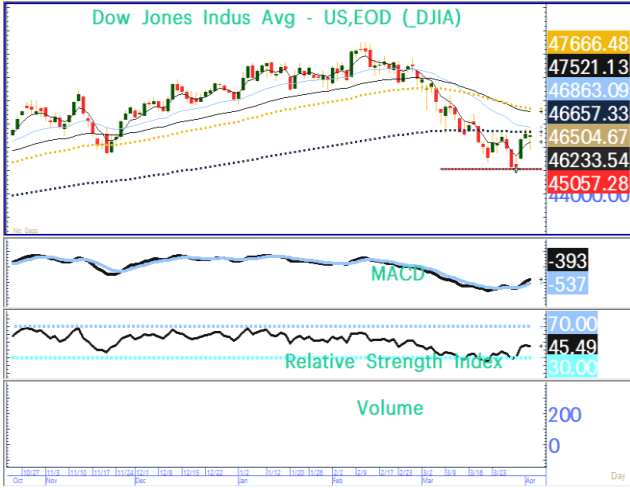 Dow Jones Indus Avg - US,EOD (_DJIA)
47666.48
47521.13
46863.09
46657.33
46504.67
46233.54
45057.28
44000.00
No Gaps
MACD
-393
-537
70.00
45.49
30.00
Relative Strength Index
Volume
200
0
10/27 11/3 11/10 11/17 11/24 12/1 12/8 12/15 12/22 1/2 1/12 1/20 1/26 2/2 2/9 2/17 2/23 3/2 3/9 3/16 3/23
Oct Nov Dec Jan Feb Mar Apr
Day